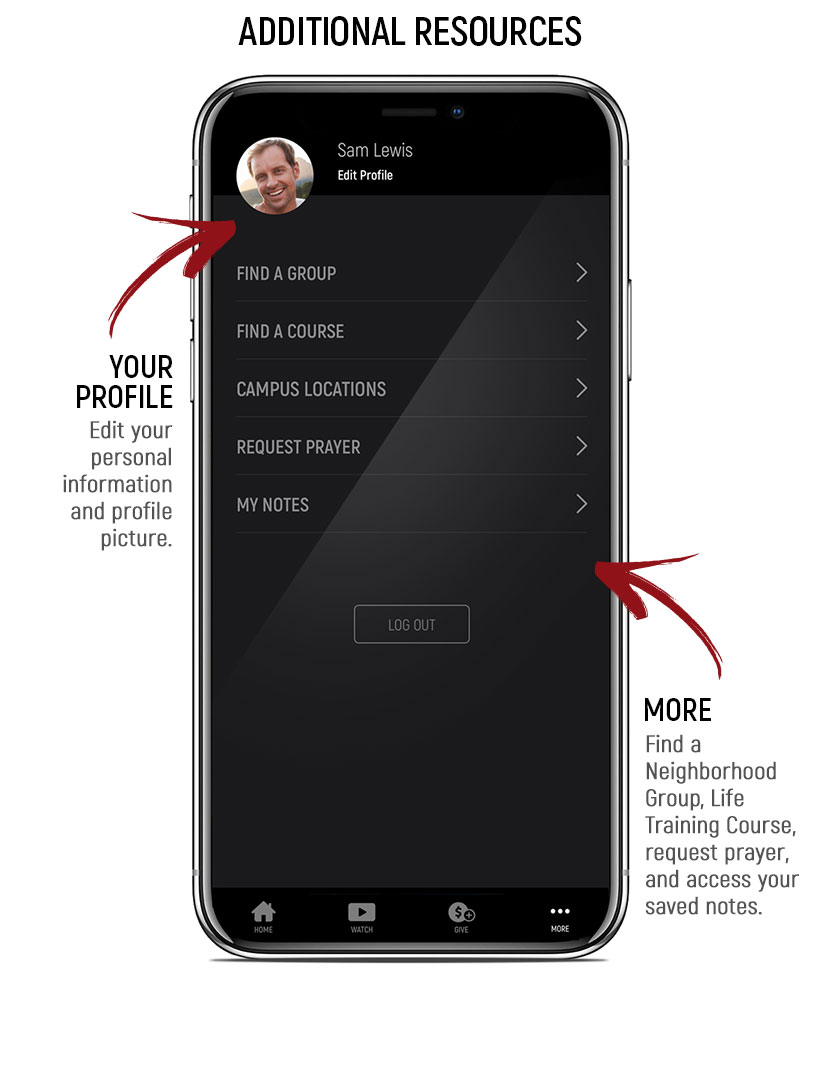 ADDITIONAL RESOURCES
Sam Lewis
Edit Profile
FIND A GROUP
FIND A COURSE
CAMPUS LOCATIONS
REQUEST PRAYER
MY NOTES
LOG OUT
HOME
WATCH
GIVE
MORE
YOUR
PROFILE
Edit your
personal
information
and profile
picture.
MORE
Find a
Neighborhood
Group, Life
Training Course,
request prayer,
and access your
saved notes.